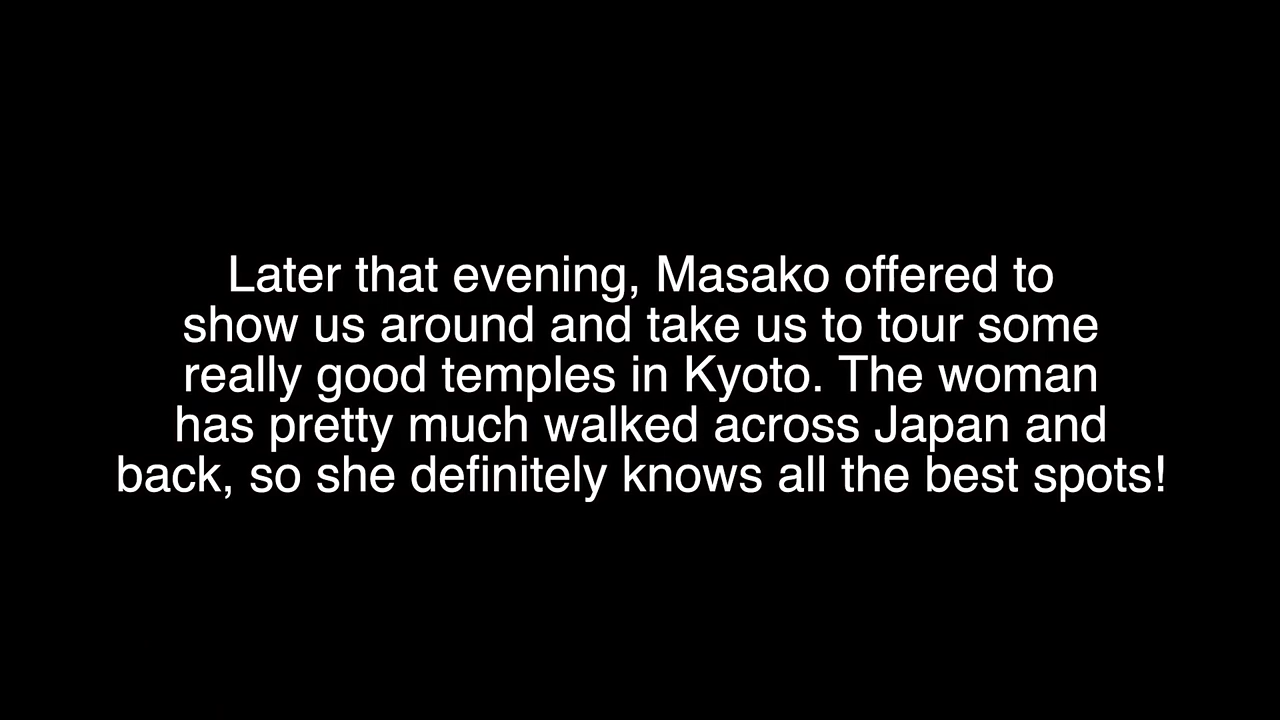 Later that evening, Masako offered to
show us around and take us to tour some
really good temples in Kyoto. The woman
has pretty much walked across Japan and
back, so she definitely knows all the best spots!